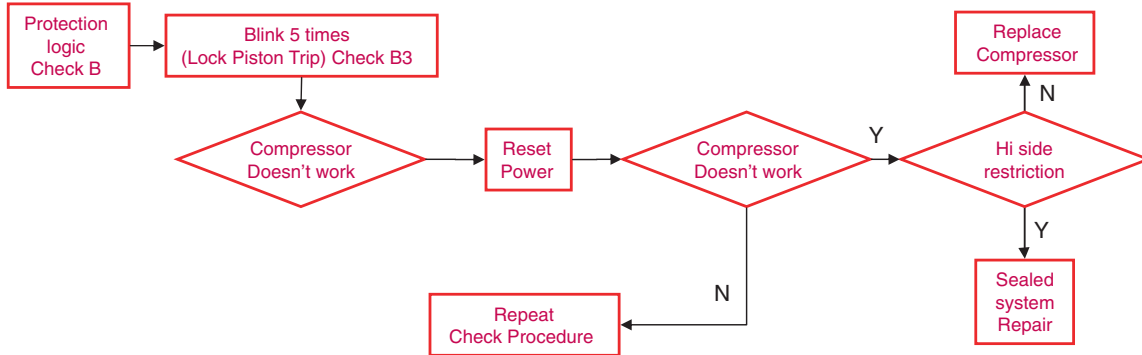 Protection
logic
Check B
Blink 5 times
(Lock Piston Trip) Check B3
Compressor
Doesn't work
Reset
Power
Compressor
Doesn't work
Y
Hi side
restriction
N
Replace
Compressor
Y
Sealed
system
Repair
N
Repeat
Check Procedure